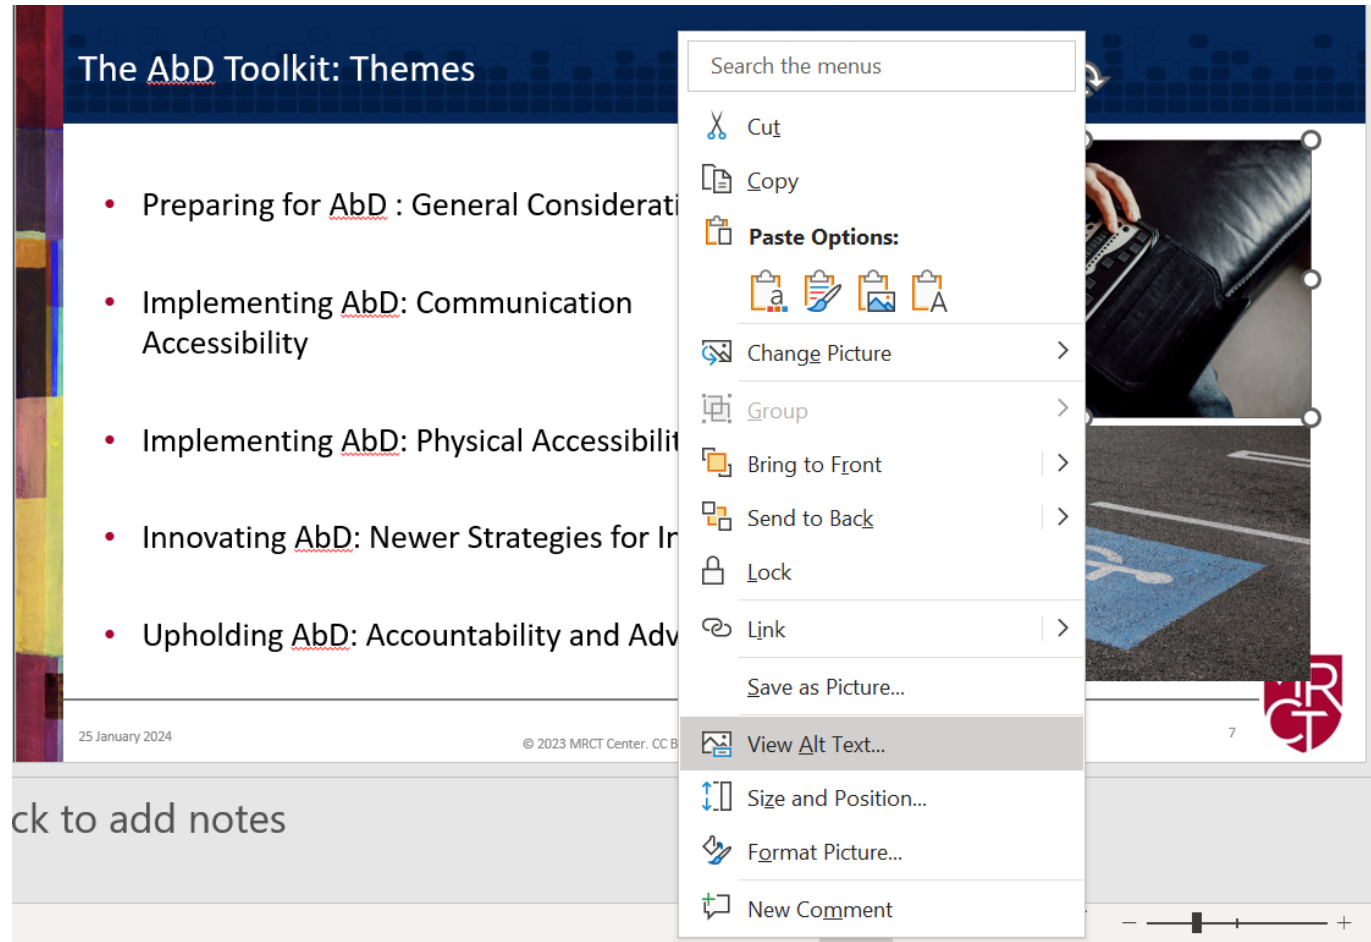 The AbD Toolkit: Themes
• Preparing for AbD : General Considerati
• Implementing AbD: Communication
Accessibility
• Implementing AbD: Physical Accessibilit
• Innovating AbD: Newer Strategies for In
• Upholding AbD: Accountability and Adv
25 January 2024
© 2023 MRCT Center. CC B
7
MR
CT
ck to add notes
Search the menus
Cut
Copy
Paste Options:
Change Picture
Group
Bring to Front
Send to Back
Lock
Link
Save as Picture...
View Alt Text...
Size and Position...
Format Picture...
New Comment